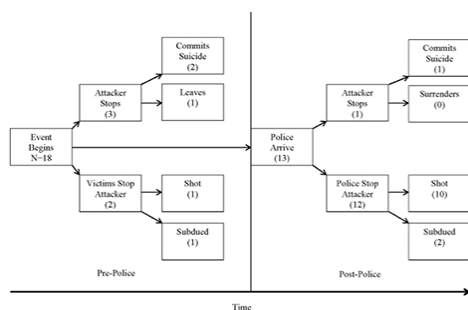 Commits
Suicide
(2)
Attacker
Stops
(3)
Leaves
(1)
Event
Begins
N=18
Victims Stop
Attacker
(2)
Shot
(1)
Subdued
(1)
Pre-Police
Police
Arrive
(13)
Commits
Suicide
(1)
Attacker
Stops
(1)
Surrenders
(0)
Police Stop
Attacker
(12)
Shot
(10)
Subdued
(2)
Post-Police
Time